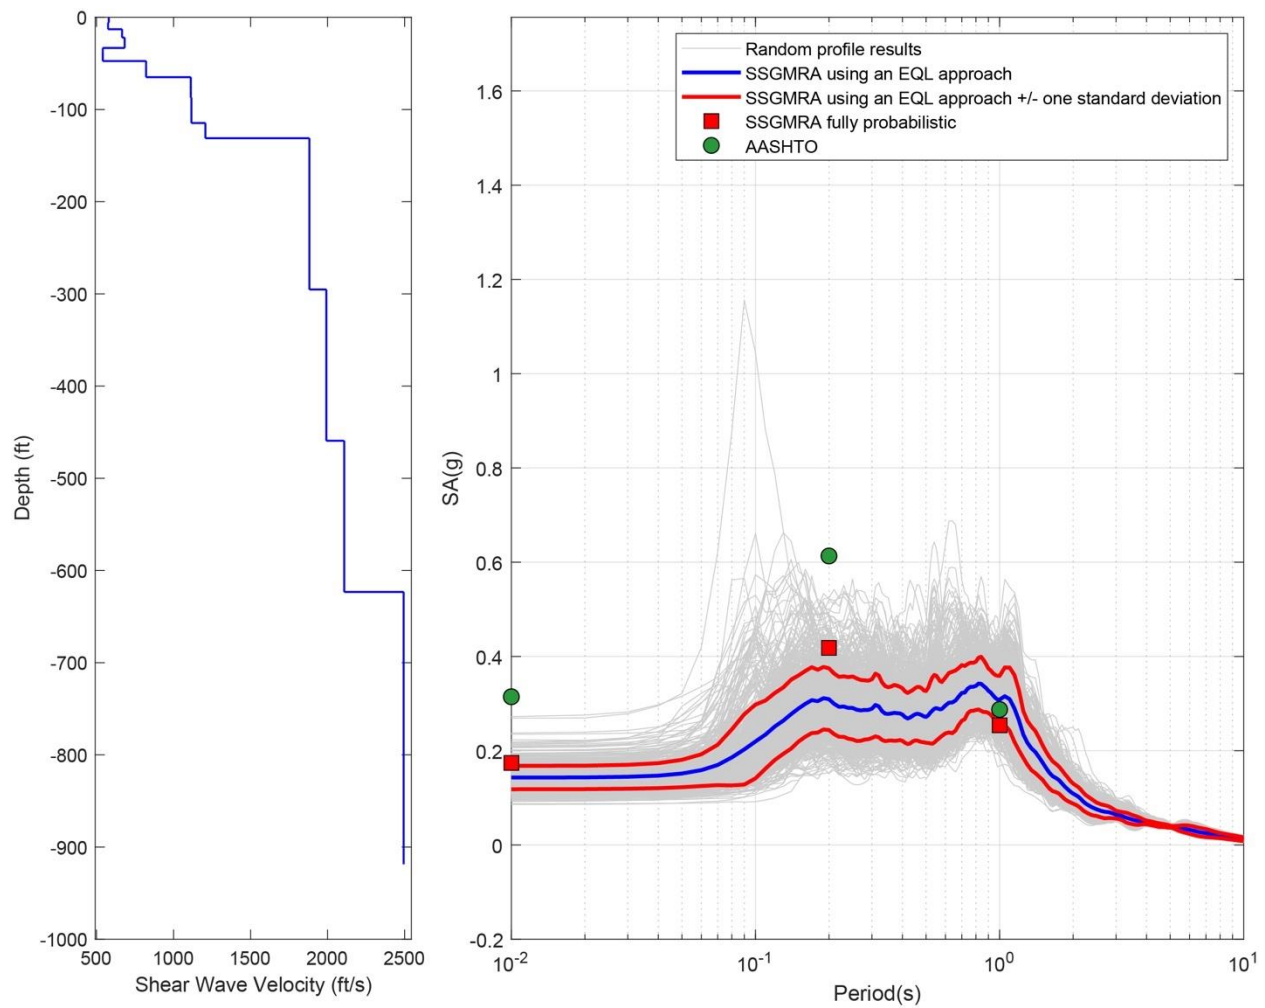 0
-100
-200
-300
-400
-500
-600
-700
-800
-900
-1000
Depth (ft)
500 1000 1500 2000 2500
Shear Wave Velocity (ft/s)
Random profile results
SSGMRA using an EQL approach
SSGMRA using an EQL approach +/- one standard deviation
SSGMRA fully probabilistic
AASHTO
1.6
1.4
1.2
1
0.8
0.6
0.4
0.2
0
-0.2
SA(g)
10-2 10-1 100 101
Period(s)